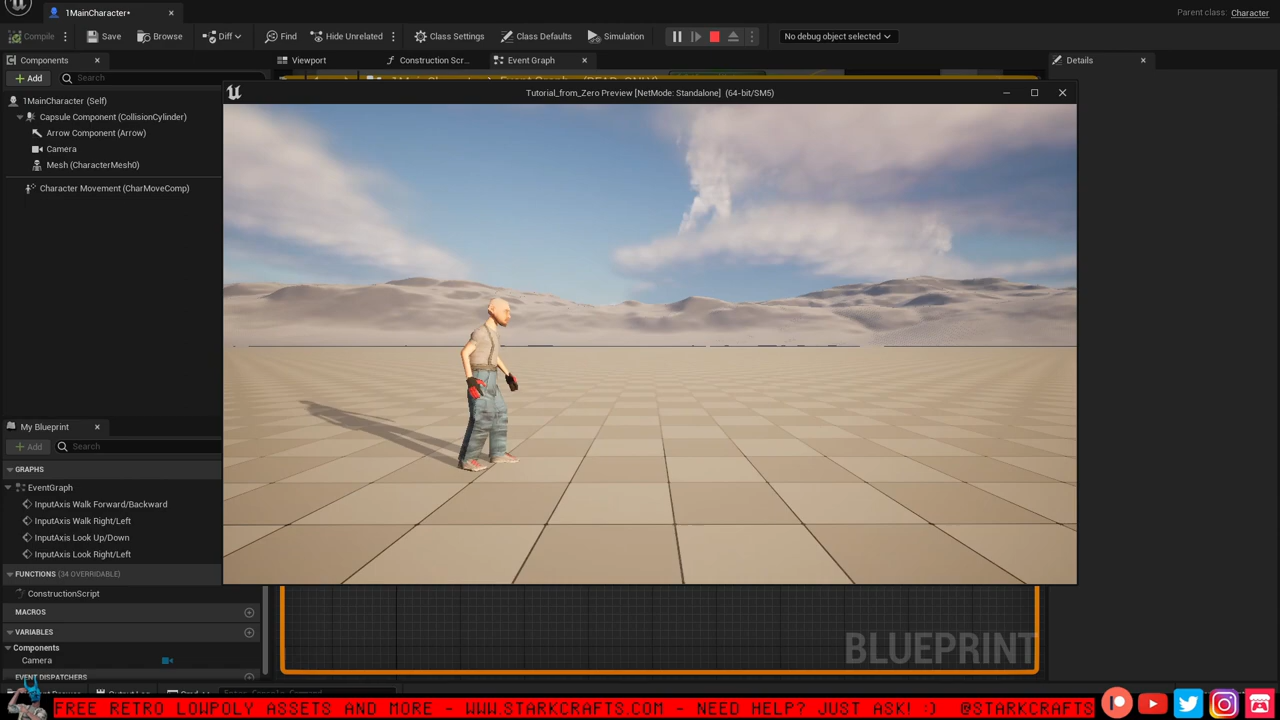 1MainCharacter*
Parent class: Character
Compile
Save
Browse
Diff
Find
Hide Unrelated
Class Settings
Class Defaults
Simulation
No debug object selected
Components
Viewport
Construction Scr...
Event Graph
Details
Add
Search
Tutorial_from_Zero Preview [NetMode: Standalone] (64-bit/SM5)
1MainCharacter (Self)
Capsule Component (CollisionCylinder)
Arrow Component (Arrow)
Camera
Mesh (CharacterMesh0)
Character Movement (CharMoveComp)
My Blueprint
Add
Search
GRAPHS
EventGraph
InputAxis Walk Forward/Backward
InputAxis Walk Right/Left
InputAxis Look Up/Down
InputAxis Look Right/Left
FUNCTIONS (34 OVERRIDABLE)
ConstructionScript
MACROS
VARIABLES
Components
Camera
EVENT DISPATCHERS
BLUEPRINT
FREE RETRO LOWPOLY ASSETS AND MORE - WWW.STARKCRAFTS.COM - NEED HELP? JUST ASK! :) @STARKCRAFTS